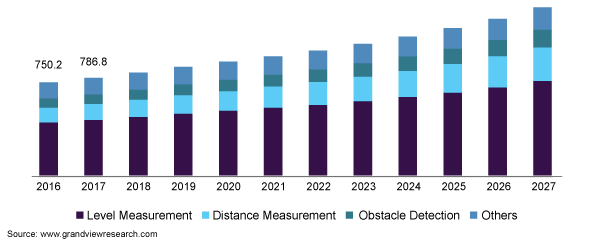 750.2
786.8
2016 2017 2018 2019 2020 2021 2022 2023 2024 2025 2026 2027
Level Measurement Distance Measurement Obstacle Detection Others
Source: www.grandviewresearch.com